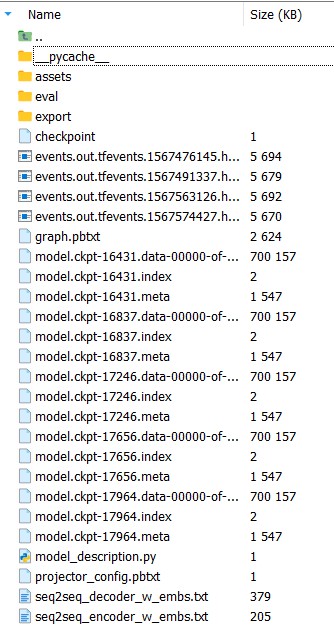 Name Size (KB)
..
__pycache__
assets
eval
export
checkpoint 1
events.out.tfevents.1567476145.h... 5 694
events.out.tfevents.1567491337.h... 5 679
events.out.tfevents.1567563126.h... 5 692
events.out.tfevents.1567574427.h... 5 670
graph.pbtxt 2 624
model.ckpt-16431.data-00000-of-... 700 157
model.ckpt-16431.index 2
model.ckpt-16431.meta 1 547
model.ckpt-16837.data-00000-of-... 700 157
model.ckpt-16837.index 2
model.ckpt-16837.meta 1 547
model.ckpt-17246.data-00000-of-... 700 157
model.ckpt-17246.index 2
model.ckpt-17246.meta 1 547
model.ckpt-17656.data-00000-of-... 700 157
model.ckpt-17656.index 2
model.ckpt-17656.meta 1 547
model.ckpt-17964.data-00000-of-... 700 157
model.ckpt-17964.index 2
model.ckpt-17964.meta 1 547
model_description.py 1
projector_config.pbtxt 1
seq2seq_decoder_w_embs.txt 379
seq2seq_encoder_w_embs.txt 205